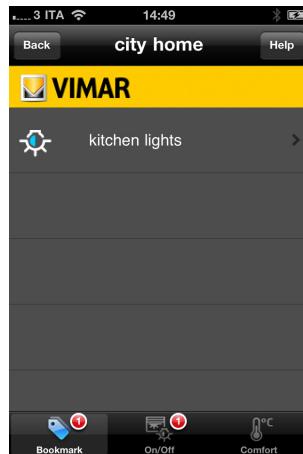 3 ITA 14:49
Back city home Help
VIMAR
kitchen lights
1 1 °C
Bookmark On/Off Comfort